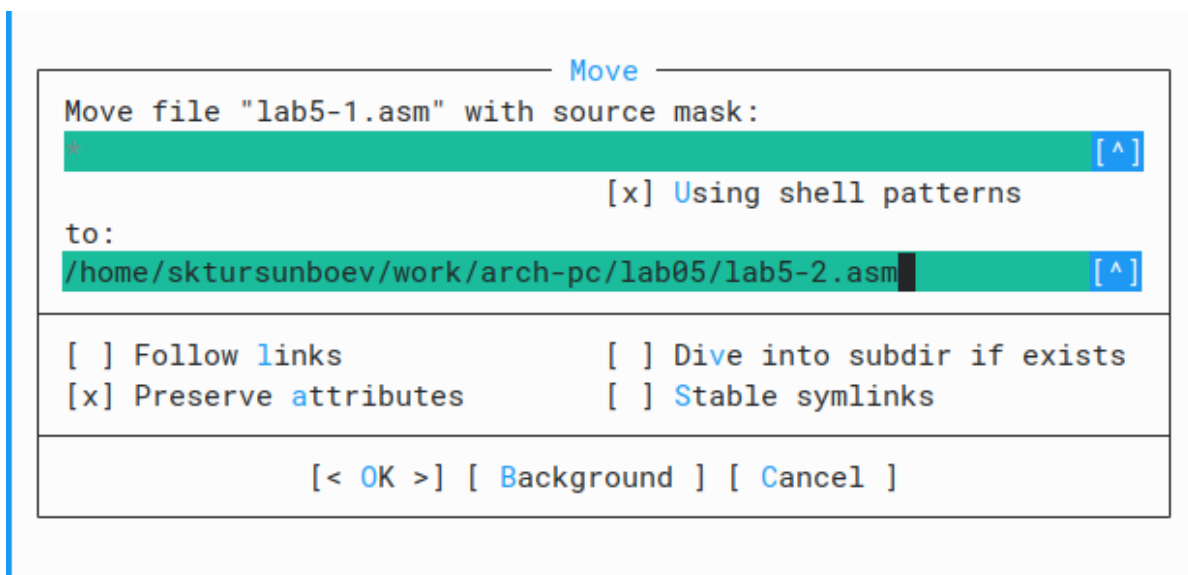 Move
Move file "lab5-1.asm" with source mask:
* [^]
[x] Using shell patterns
to:
/home/sktursunboev/work/arch-pc/lab05/lab5-2.asm [^]
[ ] Follow links [ ] Dive into subdir if exists
[x] Preserve attributes [ ] Stable symlinks
[< OK >] [ Background ] [ Cancel ]